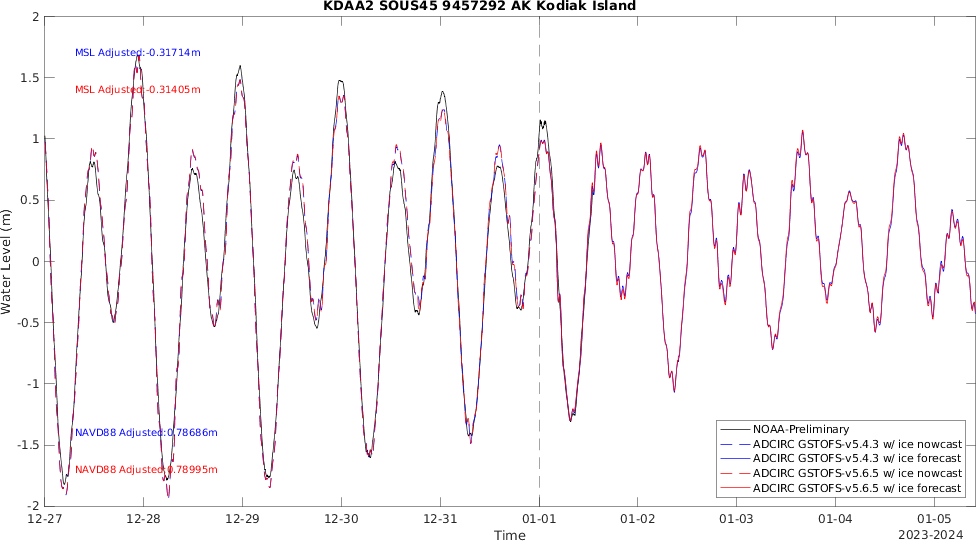 KDAA2 SOUS45 9457292 AK Kodiak Island
2
1.5
1
0.5
0
-0.5
-1
-1.5
-2
Water Level (m)
MSL Adjusted:-0.31714m
MSL Adjusted:-0.31405m
NAVD88 Adjusted:0.78686m
NAVD88 Adjusted:0.78995m
NOAA-Preliminary
ADCIRC GSTOFS-v5.4.3 w/ ice nowcast
ADCIRC GSTOFS-v5.4.3 w/ ice forecast
ADCIRC GSTOFS-v5.6.5 w/ ice nowcast
ADCIRC GSTOFS-v5.6.5 w/ ice forecast
12-27 12-28 12-29 12-30 12-31 01-01 01-02 01-03 01-04 01-05
Time
2023-2024